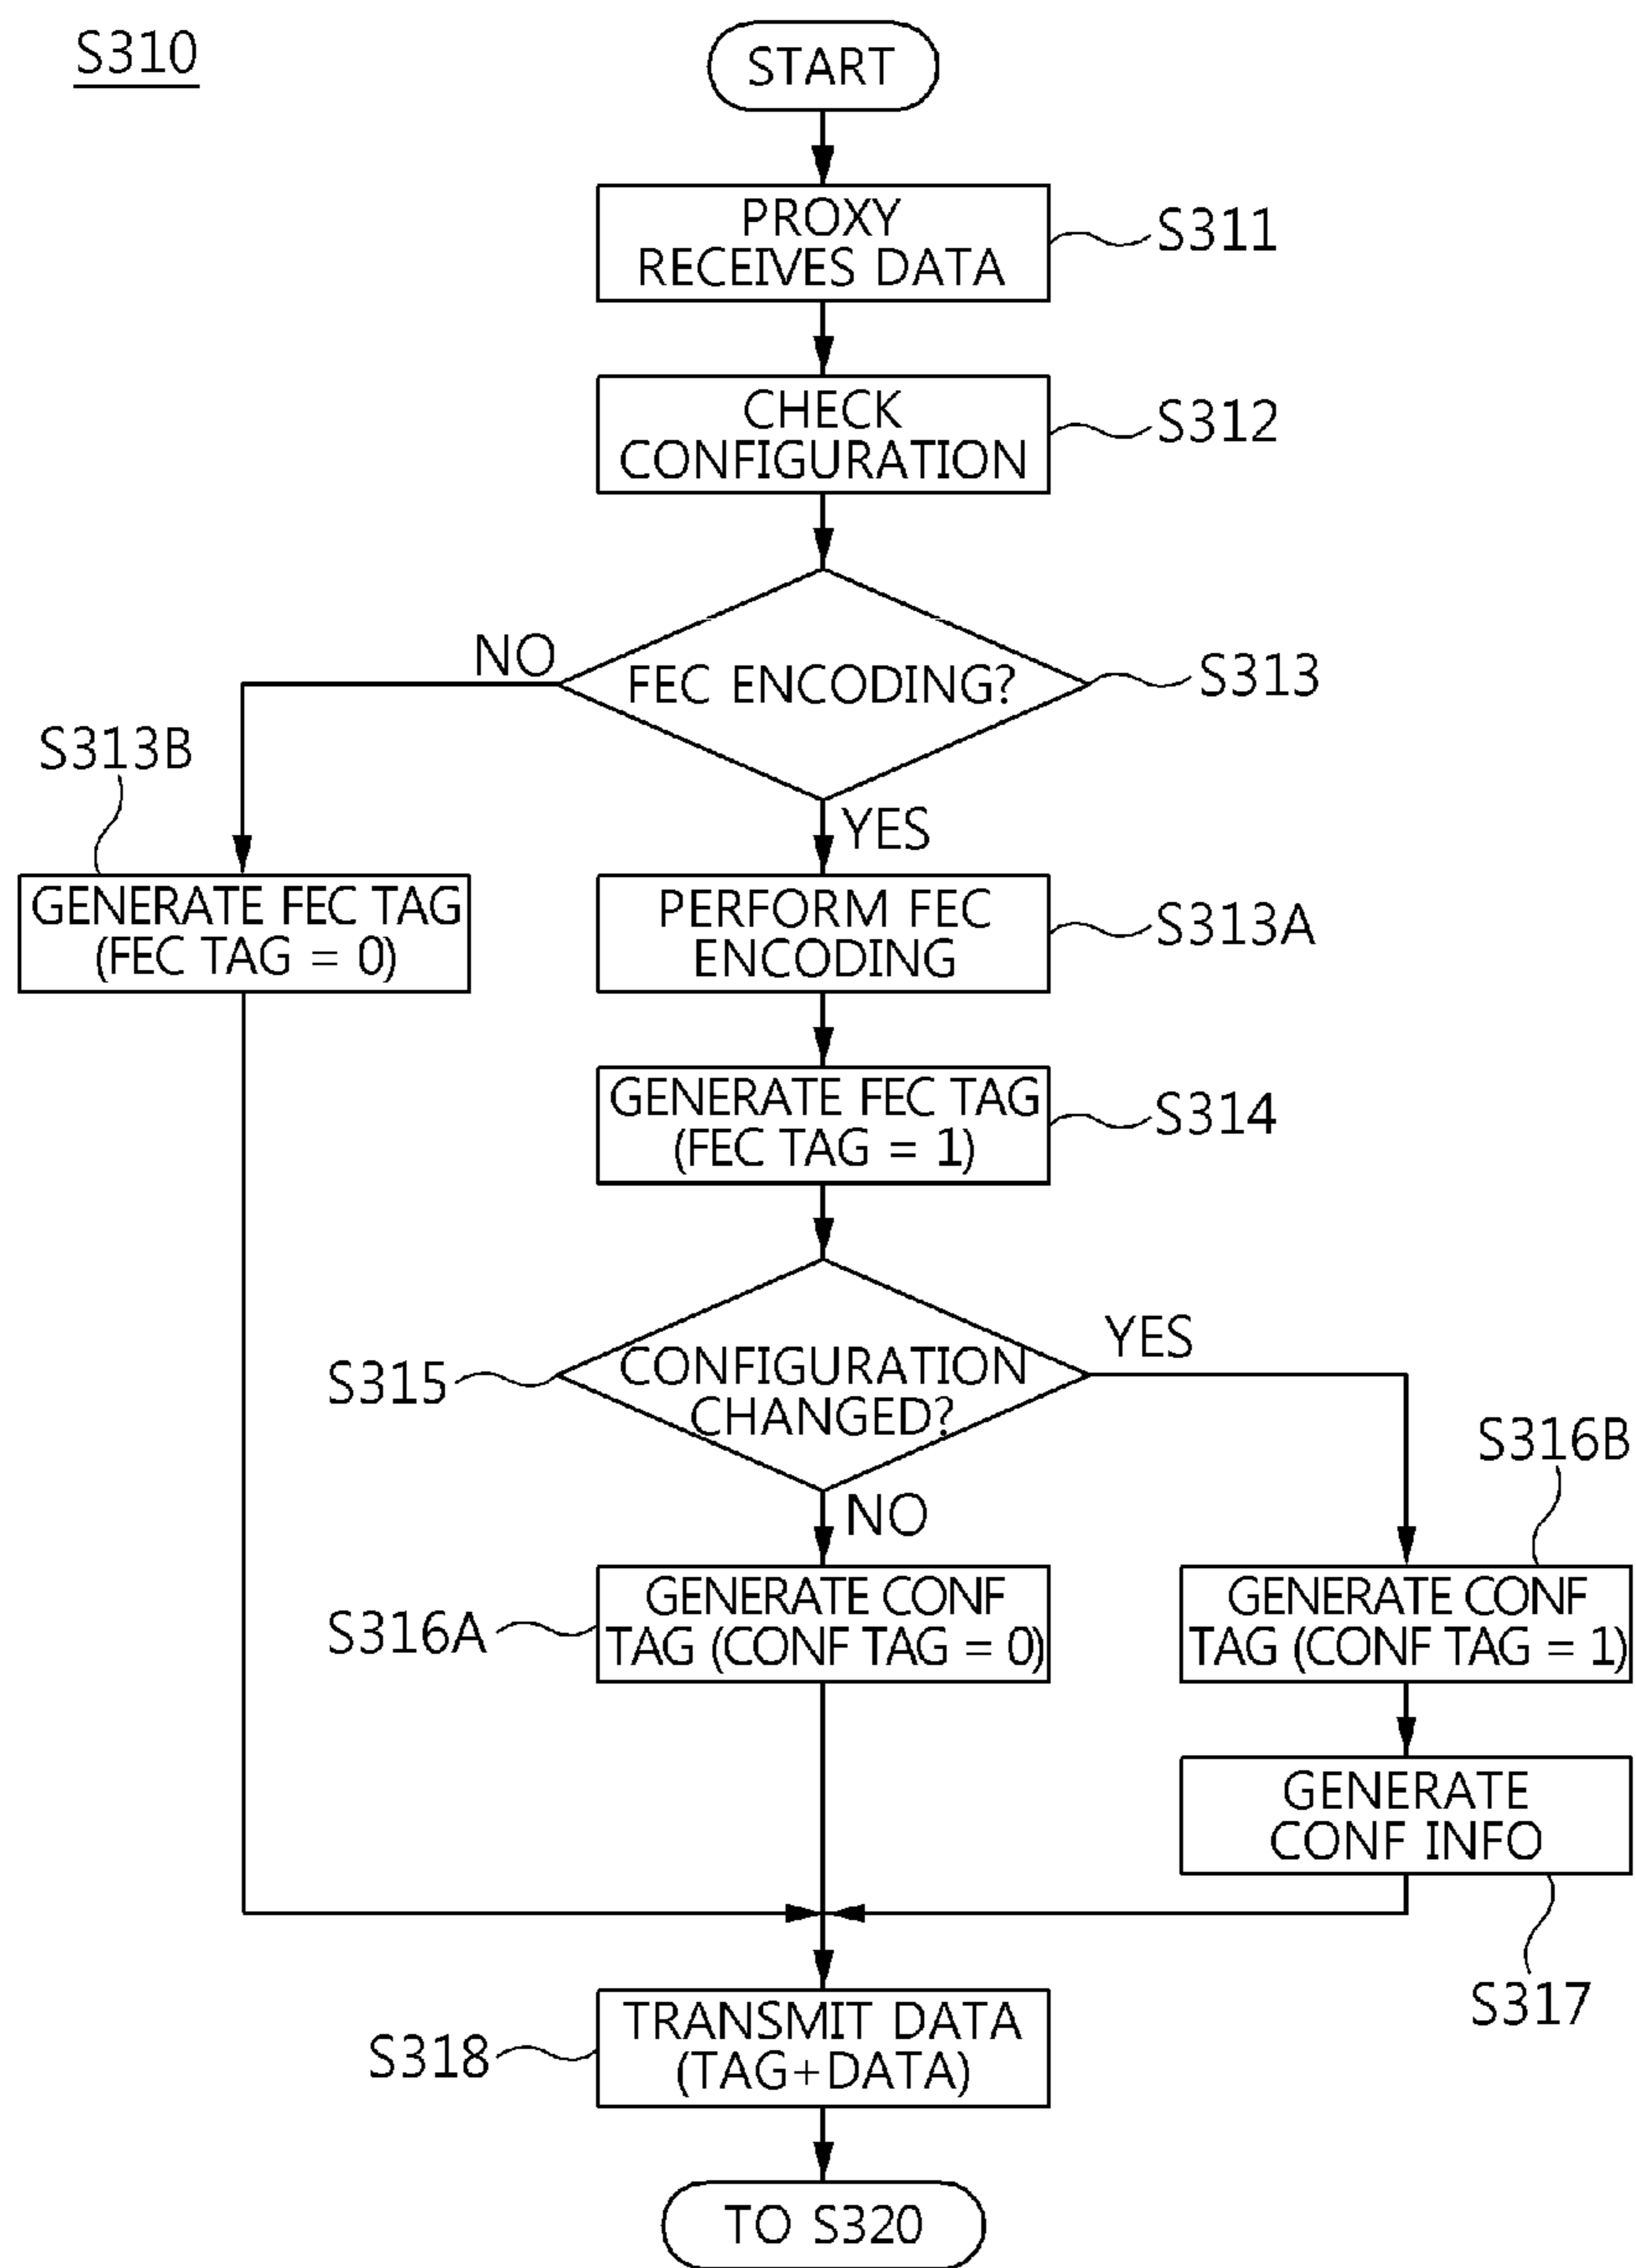 S310
START
PROXY
RECEIVES DATA
S311
CHECK
CONFIGURATION
S312
NO
FEC ENCODING?
S313
S313B
YES
GENERATE FEC TAG
(FEC TAG = 0)
PERFORM FEC
ENCODING
S313A
GENERATE FEC TAG
(FEC TAG = 1)
S314
YES
S315
CONFIGURATION
CHANGED?
S316B
NO
S316A
GENERATE CONF
TAG (CONF TAG = 0)
GENERATE CONF
TAG (CONF TAG = 1)
GENERATE
CONF INFO
S317
S318
TRANSMIT DATA
(TAG+DATA)
TO S320